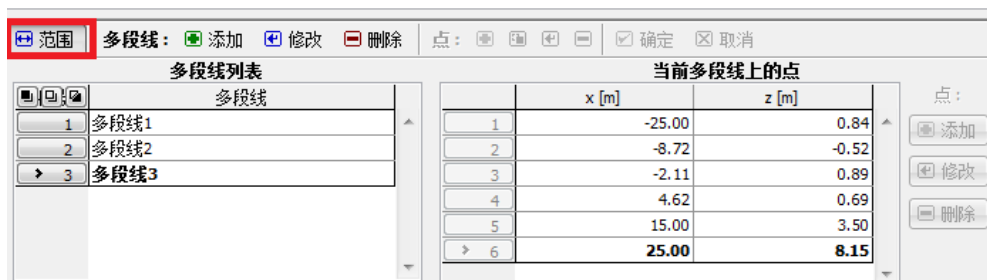 范围 多段线： 添加 修改 删除 点： 确定 取消
多段线列表 当前多段线上的点
多段线 x [m] z [m] 点：
1 多段线1 1 -25.00 0.84 添加
2 多段线2 2 -8.72 -0.52
3 多段线3 3 -2.11 0.89 修改
4 4.62 0.69
5 15.00 3.50 删除
6 25.00 8.15